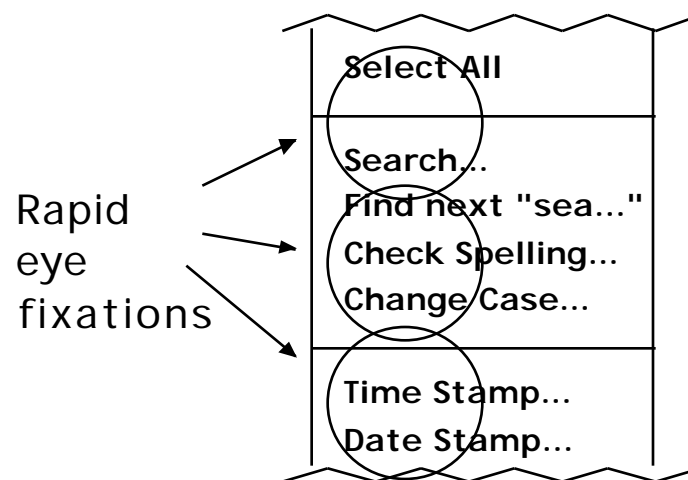 Select All
Search...
Find next "sea..."
Check Spelling...
Change Case...
Time Stamp...
Date Stamp...
Rapid
eye
fixations